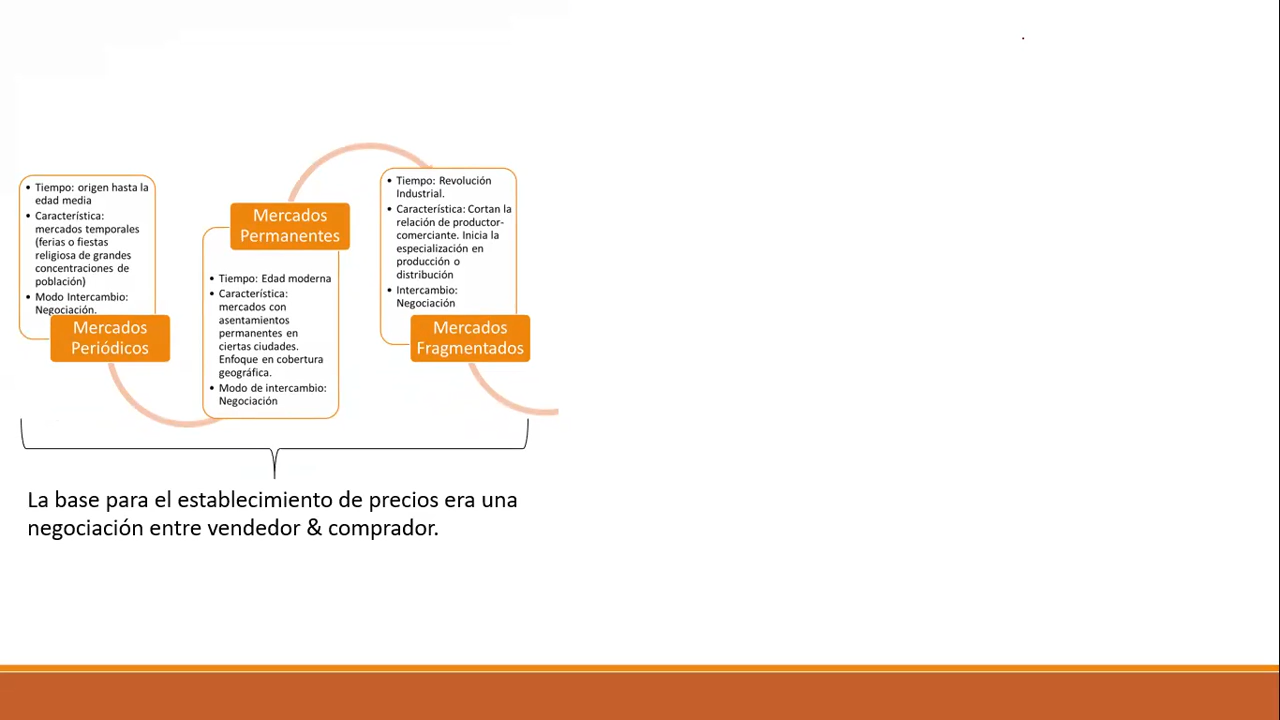 • Tiempo: origen hasta la
edad media
• Característica:
mercados temporales
(ferias o fiestas
religiosa de grandes
concentraciones de
población)
• Modo Intercambio:
Negociación.
Mercados
Periódicos
Mercados
Permanentes
• Tiempo: Edad moderna
• Característica:
mercados con
asentamientos
permanentes en
ciertas ciudades.
Enfoque en cobertura
geográfica.
• Modo de intercambio:
Negociación
• Tiempo: Revolución
Industrial.
• Característica: Cortan la
relación de productor-
comerciante. Inicia la
especialización en
producción o
distribución
• Intercambio:
Negociación
Mercados
Fragmentados
La base para el establecimiento de precios era una
negociación entre vendedor & comprador.